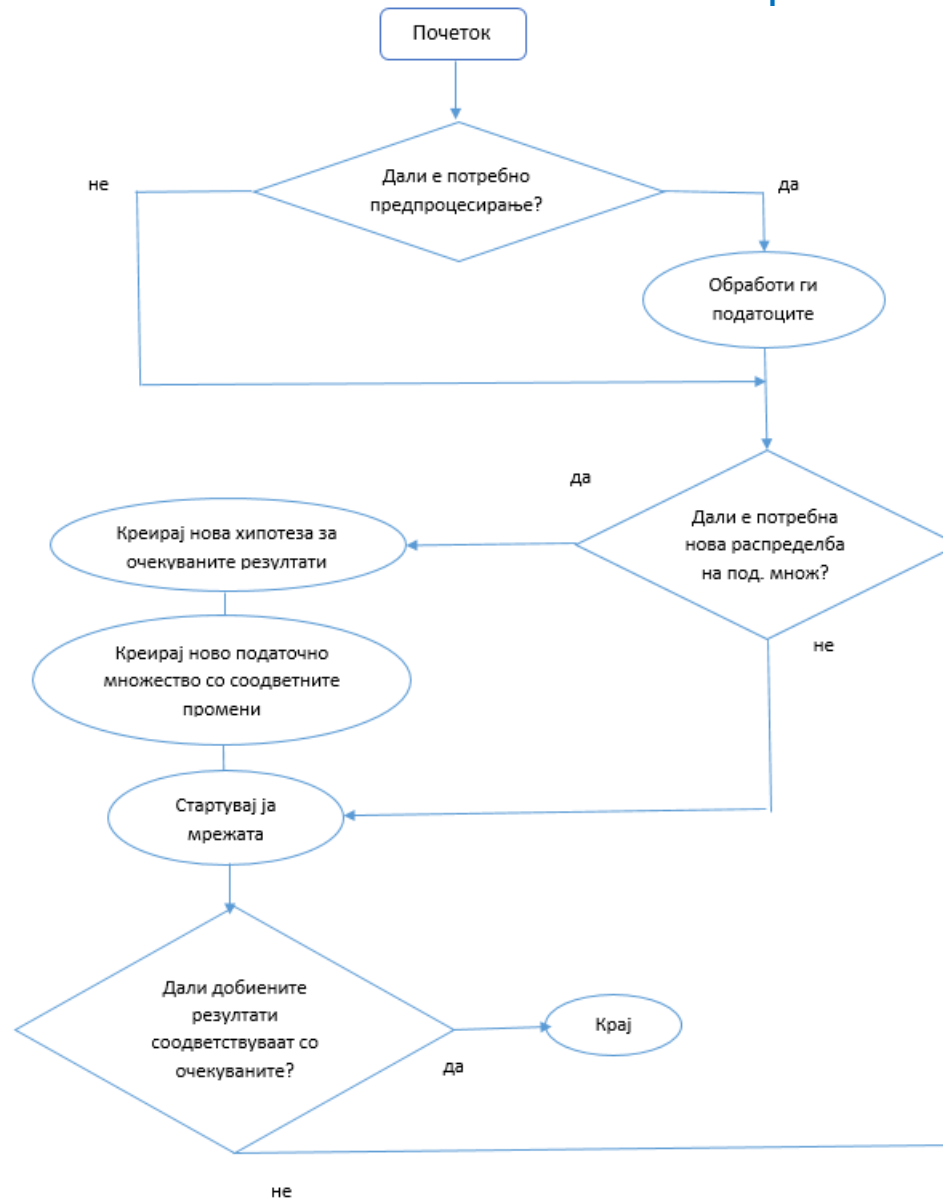 Почеток
Дали е потребно
предпроцесирање?
не
да
Обработи ги
податоците
да
Дали е потребна
нова распределба
на под. множ?
Креирај нова хипотеза за
очекуваните резултати
не
Креирај ново податочно
множество со соодветните
промени
Стартувај ја
мрежата
Дали добиените
резултати
соодветствуваат со
очекуваните?
Крај
да
не